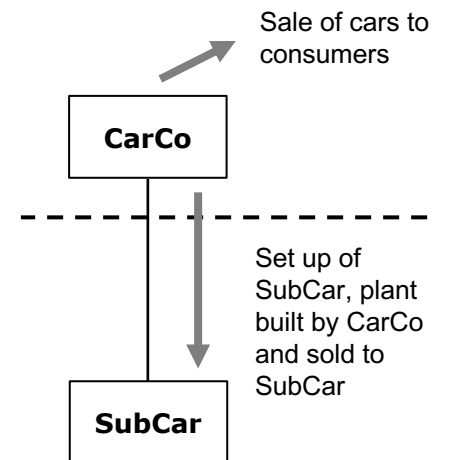 Sale of cars to
consumers
CarCo
Set up of
SubCar, plant
built by CarCo
and sold to
SubCar
SubCar